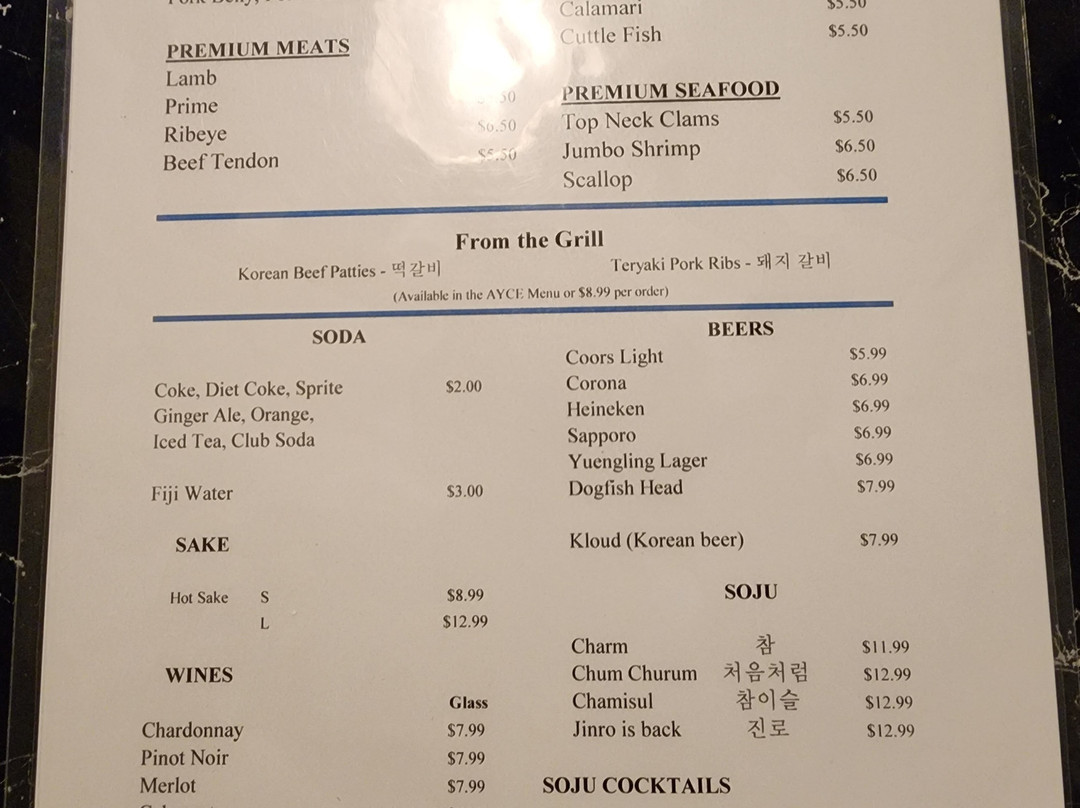 Calamari $5.50
Cuttle Fish $5.50
PREMIUM MEATS
Lamb
Prime
Ribeye $6.50
Beef Tendon $5.50
PREMIUM SEAFOOD
Top Neck Clams $5.50
Jumbo Shrimp $6.50
Scallop $6.50
From the Grill
Korean Beef Patties - 떡갈비
Teryaki Pork Ribs - 돼지 갈비
(Available in the AYCE Menu or $8.99 per order)
SODA
Coke, Diet Coke, Sprite $2.00
Ginger Ale, Orange,
Iced Tea, Club Soda
Fiji Water $3.00
SAKE
Hot Sake S $8.99
L $12.99
WINES
Glass
Chardonnay $7.99
Pinot Noir $7.99
Merlot $7.99
BEERS
Coors Light $5.99
Corona $6.99
Heineken $6.99
Sapporo $6.99
Yuengling Lager $6.99
Dogfish Head $7.99
Kloud (Korean beer) $7.99
SOJU
Charm 참 $11.99
Chum Churum 처음처럼 $12.99
Chamisul 참이슬 $12.99
Jinro is back 진로 $12.99
SOJU COCKTAILS